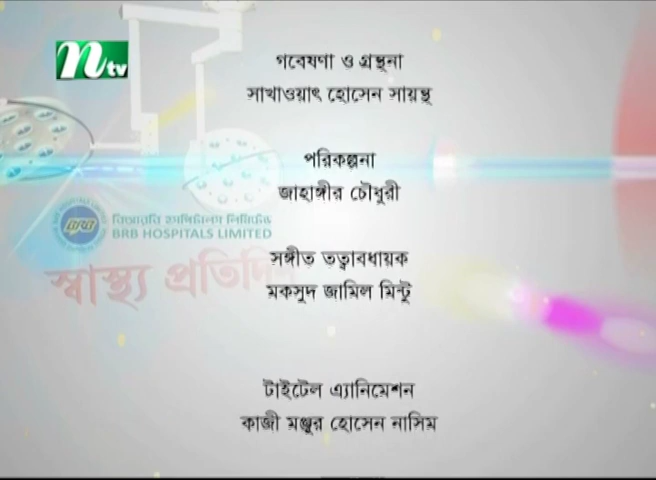 ntv
গবেষণা ও গ্রন্থনা
সাখাওয়াৎ হোসেন সায়ন্থ
পরিকল্পনা
জাহাঙ্গীর চৌধুরী
BRB
বিআরবি হসপিটালস লিমিটেড
BRB HOSPITALS LIMITED
স্বাস্থ্য প্রতিদিন
সঙ্গীত তত্বাবধায়ক
মকসুদ জামিল মিন্টু
টাইটেল এ্যানিমেশন
কাজী মঞ্জুর হোসেন নাসিম